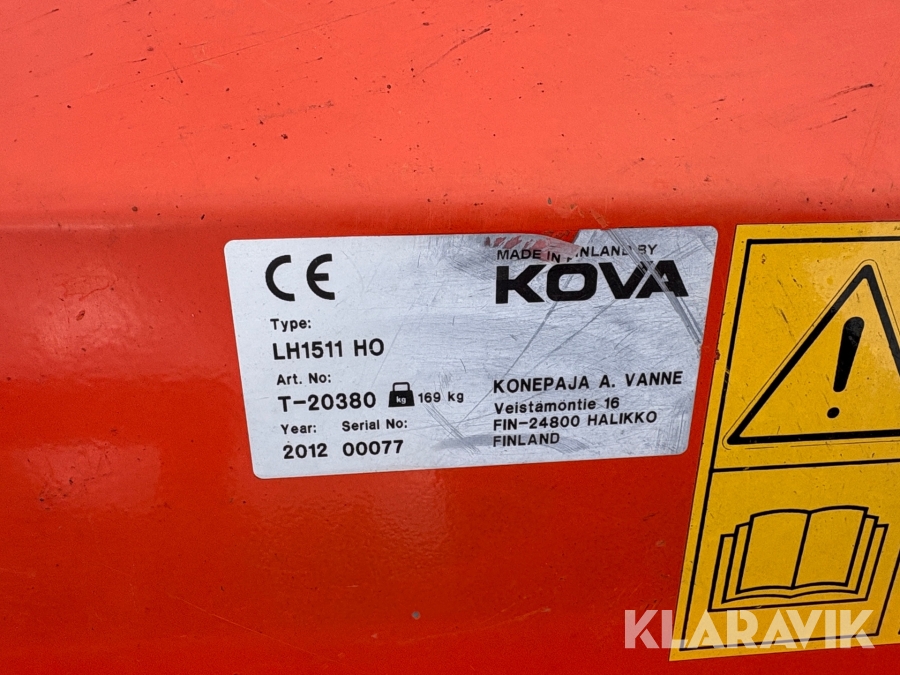 CE
MADE IN FINLAND BY
KOVA
Type:
LH1511 HO
Art. No:
T-20380 kg 169 kg
Year: Serial No:
2012 00077
KONEPAJA A. VANNE
Veistämöntie 16
FIN-24800 HALIKKO
FINLAND
KLARAVIK